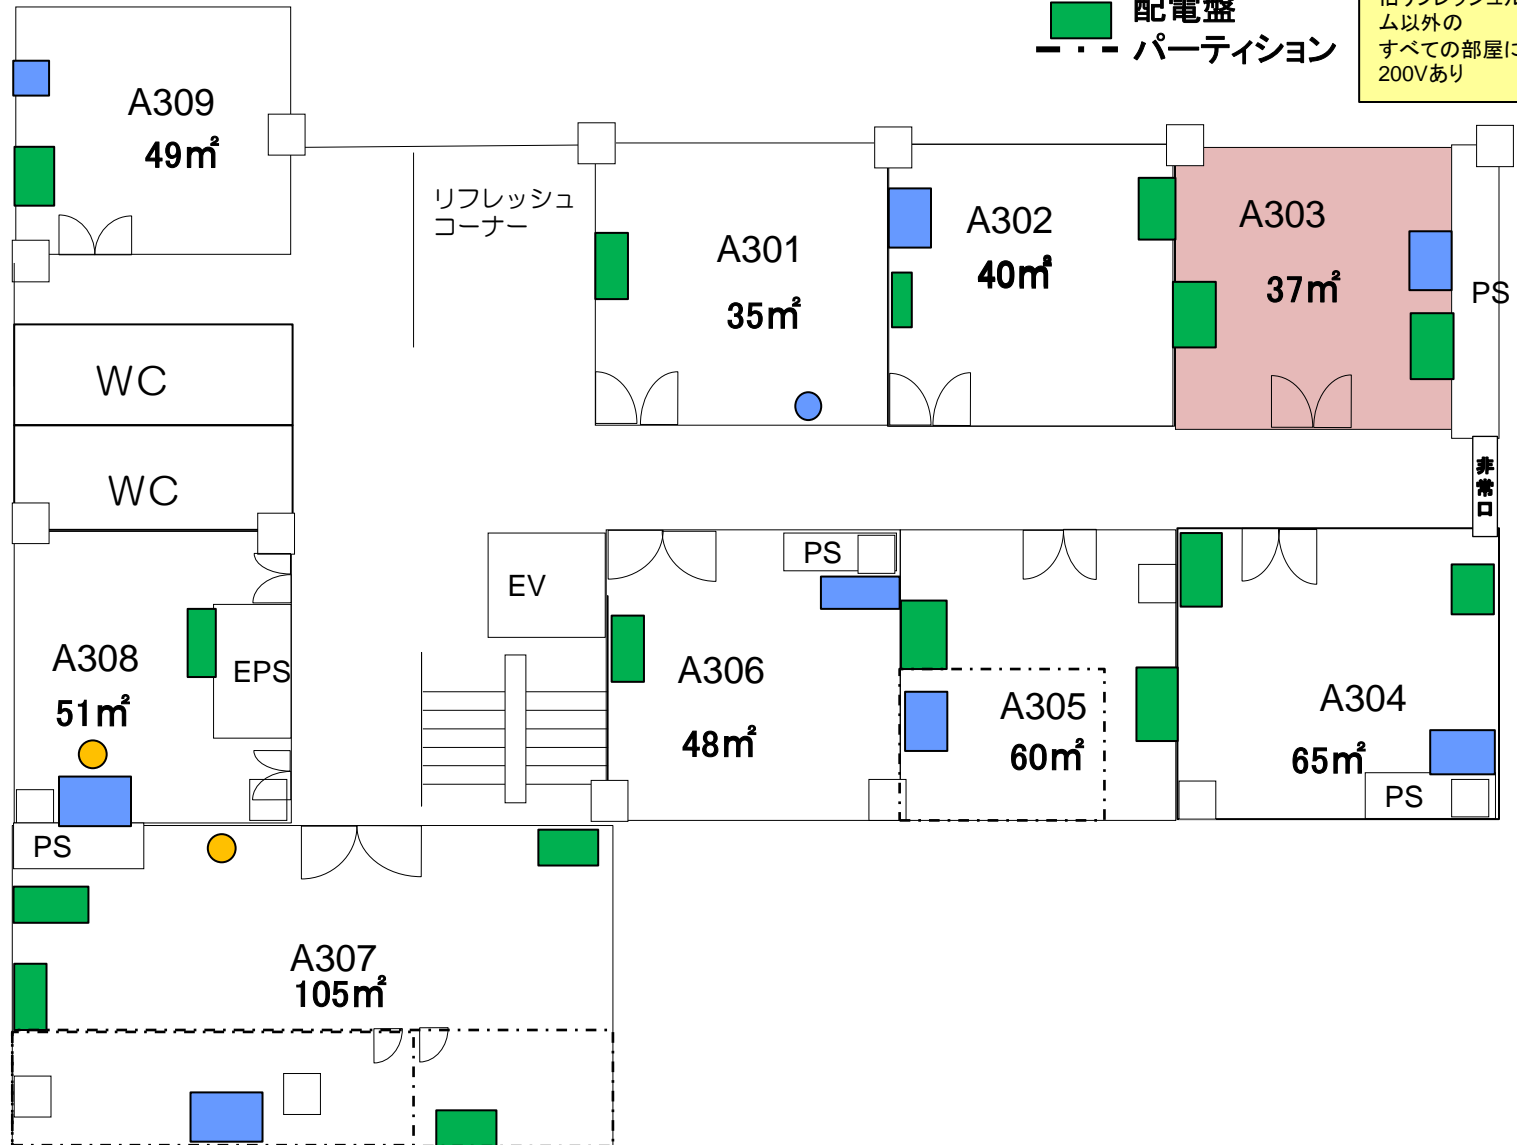 配電盤
パーティション
ム以外の
すべての部屋に
200Vあり
A309
49㎡
リフレッシュ
コーナー
A301
35㎡
A302
40㎡
A303
37㎡
PS
WC
WC
非常口
EV
PS
A308
51㎡
EPS
A306
48㎡
A305
60㎡
A304
65㎡
PS
PS
A307
105㎡